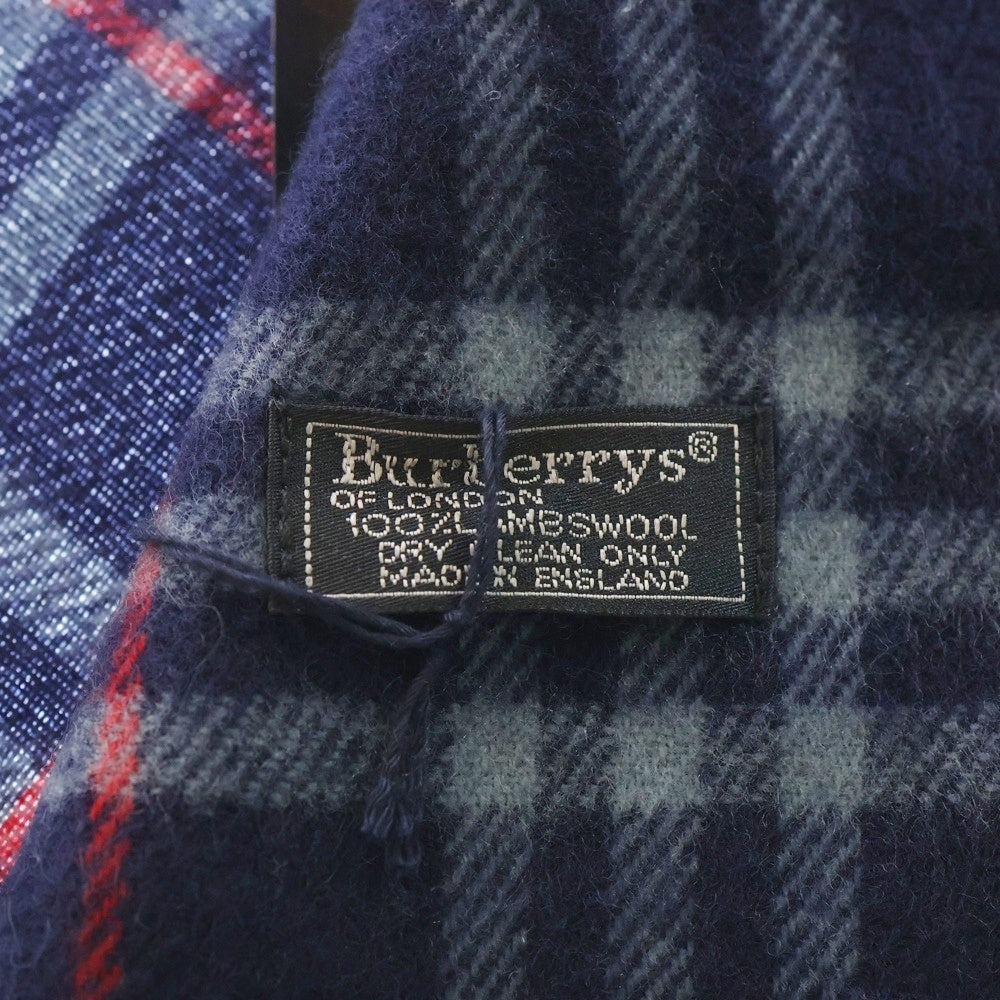 Burberrys®
OF LONDON
100% LAMBSWOOL
DRY CLEAN ONLY
MADE IN ENGLAND